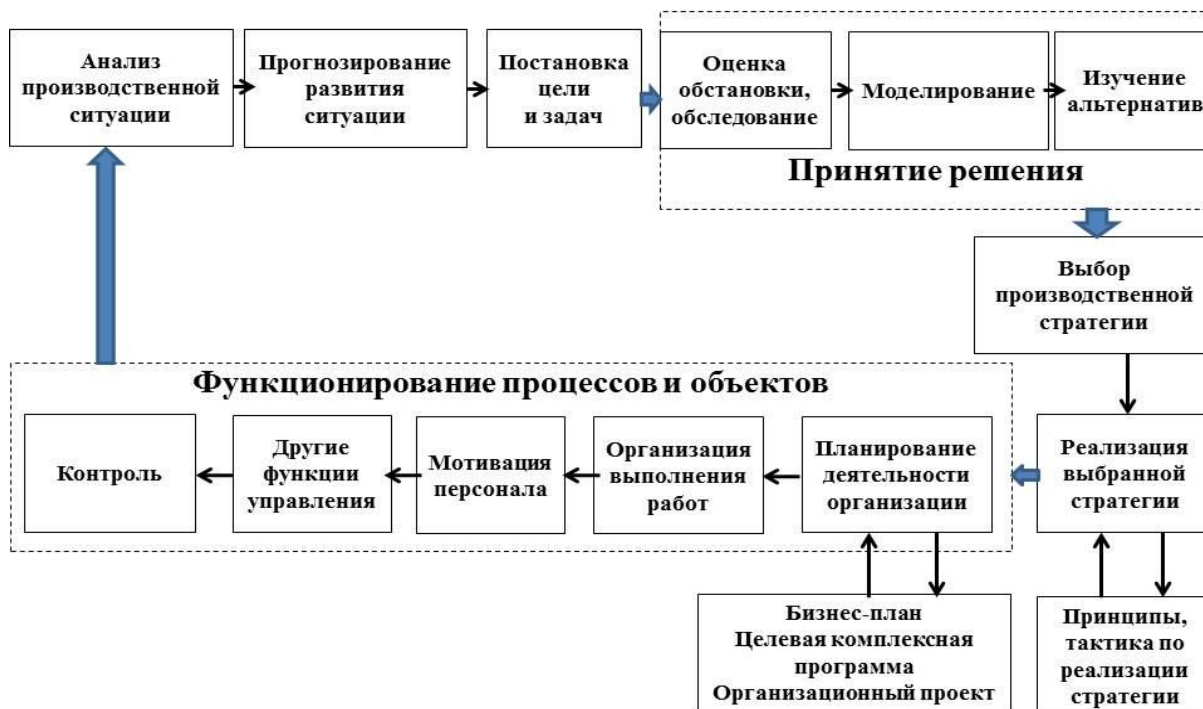 Анализ
производственной
ситуации
Прогнозирование
развития
ситуации
Постановка
цели
и задач
Оценка
обстановки,
обследование
Моделирование
Изучение
альтернатив
Принятие решения
Выбор
производственной
стратегии
Функционирование процессов и объектов
Контроль
Другие
функции
управления
Мотивация
персонала
Организация
выполнения
работ
Планирование
деятельности
организации
Реализация
выбранной
стратегии
Бизнес-план
Целевая комплексная
программа
Организационный проект
Принципы,
тактика по
реализации
стратегии